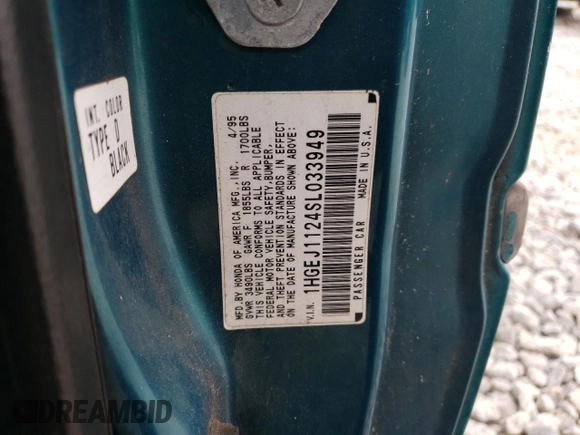 INT. COLOR
TYPE D
BLACK
MFD. BY HONDA OF AMERICA MFG., INC. 4/95
GVWR 3490LBS GAWR F 1855LBS R 1700LBS
THIS VEHICLE CONFORMS TO ALL APPLICABLE
FEDERAL MOTOR VEHICLE SAFETY, BUMPER,
AND THEFT PREVENTION STANDARDS IN EFFECT
ON THE DATE OF MANUFACTURE SHOWN ABOVE.
V.I.N. 1HGEJ1124SL033949
PASSENGER CAR MADE IN U.S.A.
DREAMBID